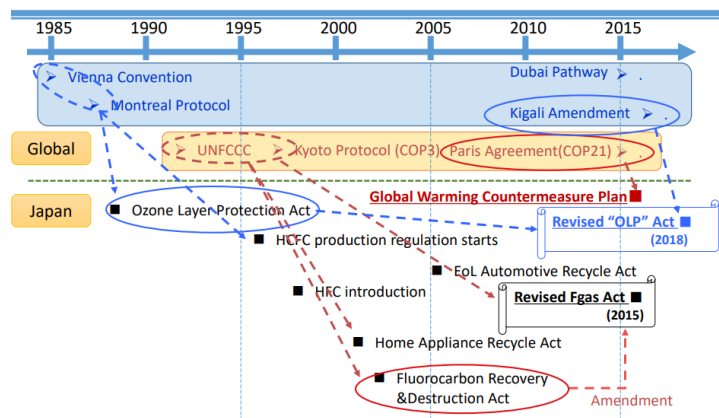 1985 1990 1995 2000 2005 2010 2015
Vienna Convention
Dubai Pathway .
Montreal Protocol
Kigali Amendment .
Global
UNFCCC
Kyoto Protocol (COP3)
Paris Agreement(COP21) .
Global Warming Countermeasure Plan
Japan
Ozone Layer Protection Act
Revised “OLP” Act
(2018)
HCFC production regulation starts
EoL Automotive Recycle Act
HFC introduction
Revised Fgas Act
(2015)
Home Appliance Recycle Act
Fluorocarbon Recovery
&Destruction Act
Amendment